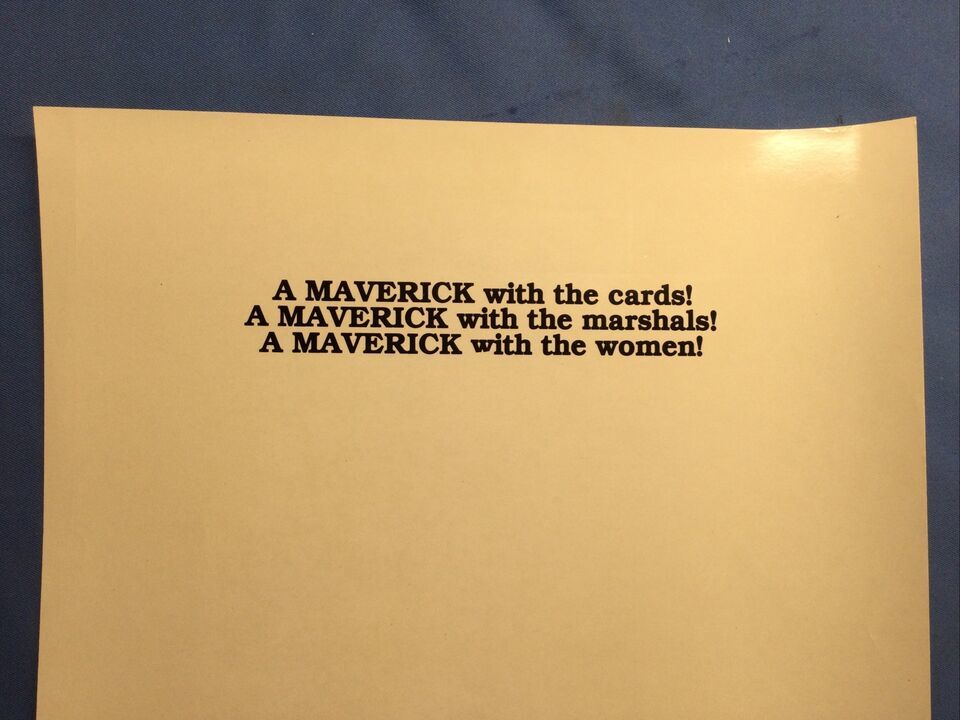 A MAVERICK with the cards!
A MAVERICK with the marshals!
A MAVERICK with the women!